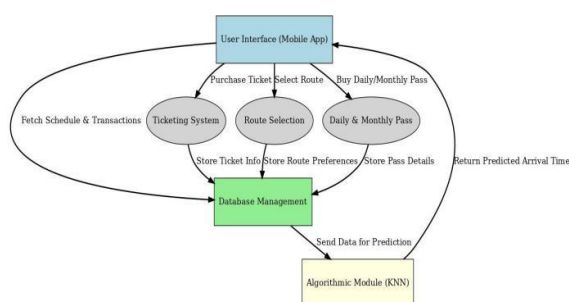 User Interface (Mobile App)
Purchase Ticket
Select Route
Buy Daily/Monthly Pass
Fetch Schedule & Transactions
Ticketing System
Route Selection
Daily & Monthly Pass
Store Ticket Info
Store Route Preferences
Store Pass Details
Return Predicted Arrival Time
Database Management
Send Data for Prediction
Algorithmic Module (KNN)